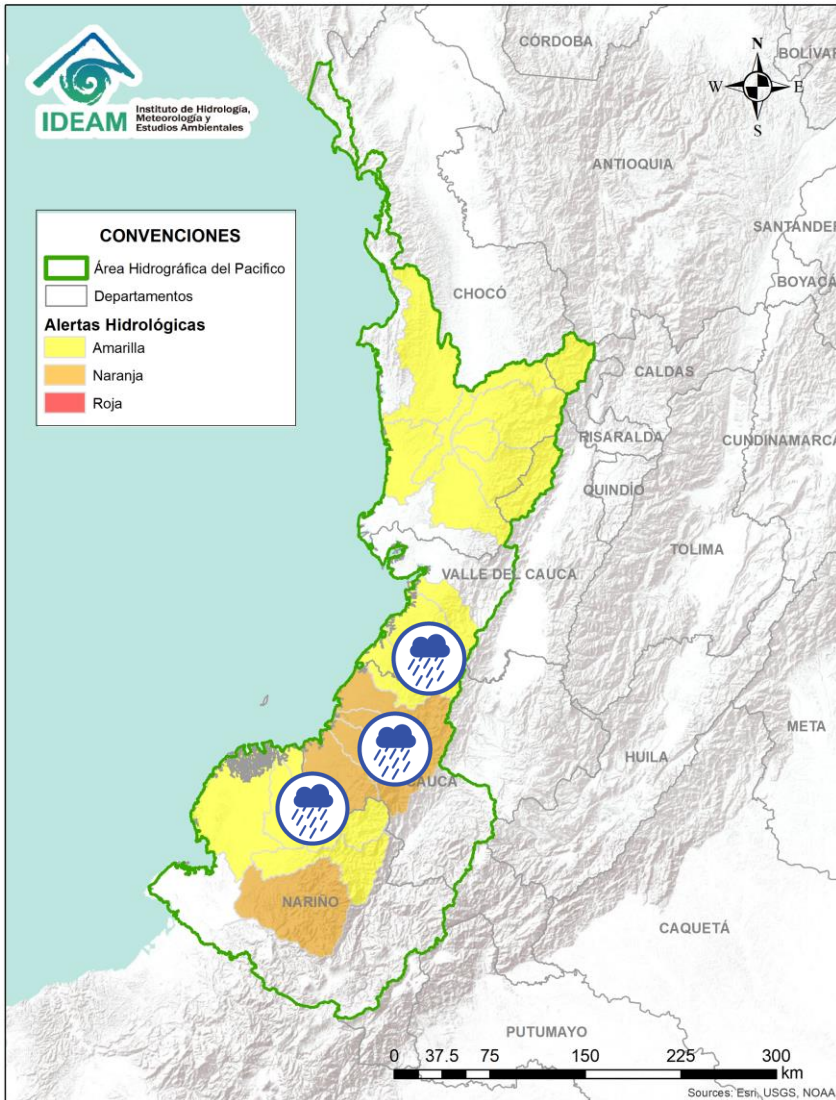 IDEAM
Instituto de Hidrología,
Meteorología y
Estudios Ambientales
CÓRDOBA
BOLÍVAR
N
W
E
S
ANTIOQUIA
SANTANDER
BOYACÁ
CONVENCIONES
Área Hidrográfica del Pacifico
Departamentos
Alertas Hidrológicas
Amarilla
Naranja
Roja
CHOCÓ
CALDAS
RISARALDA
CUNDINAMARCA
QUINDÍO
TOLIMA
VALLE DEL CAUCA
META
HUILA
CAUCA
NARIÑO
CAQUETÁ
PUTUMAYO
0 37.5 75 150 225 300
km
Sources: Esri, USGS, NOAA